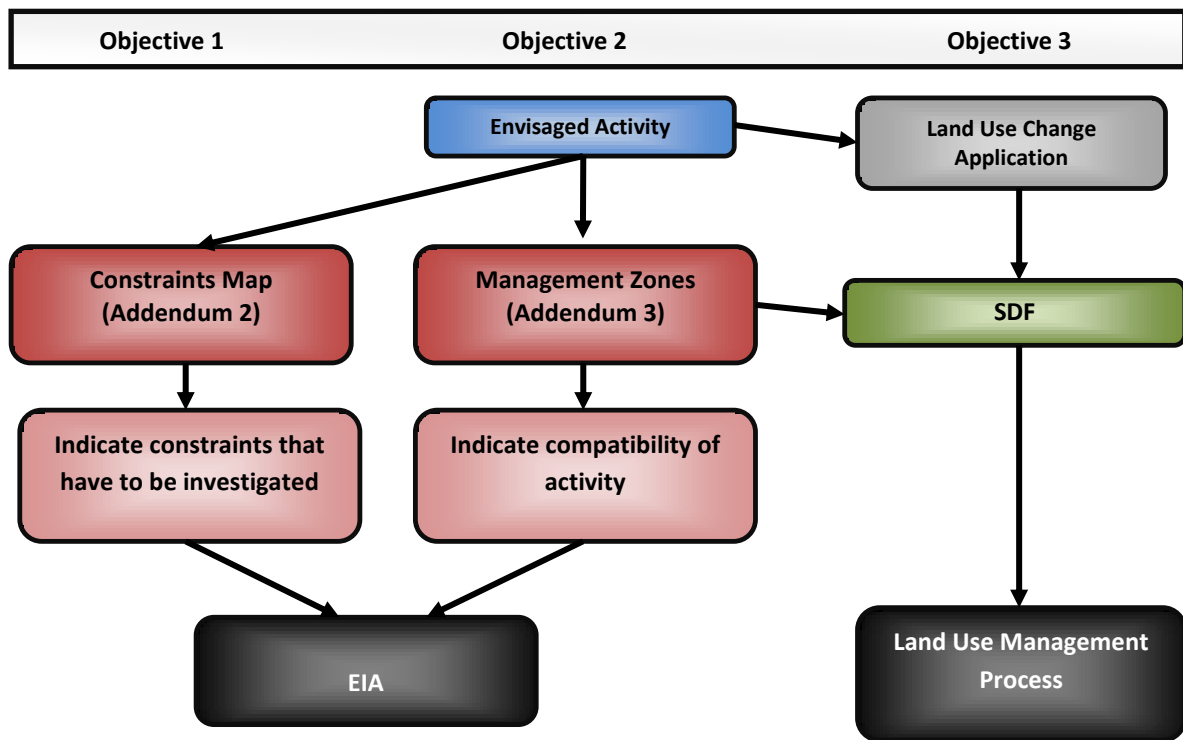 Objective 1
Objective 2
Objective 3
Envisaged Activity
Land Use Change
Application
Constraints Map
(Addendum 2)
Management Zones
(Addendum 3)
SDF
Indicate constraints that
have to be investigated
Indicate compatibility of
activity
EIA
Land Use Management
Process